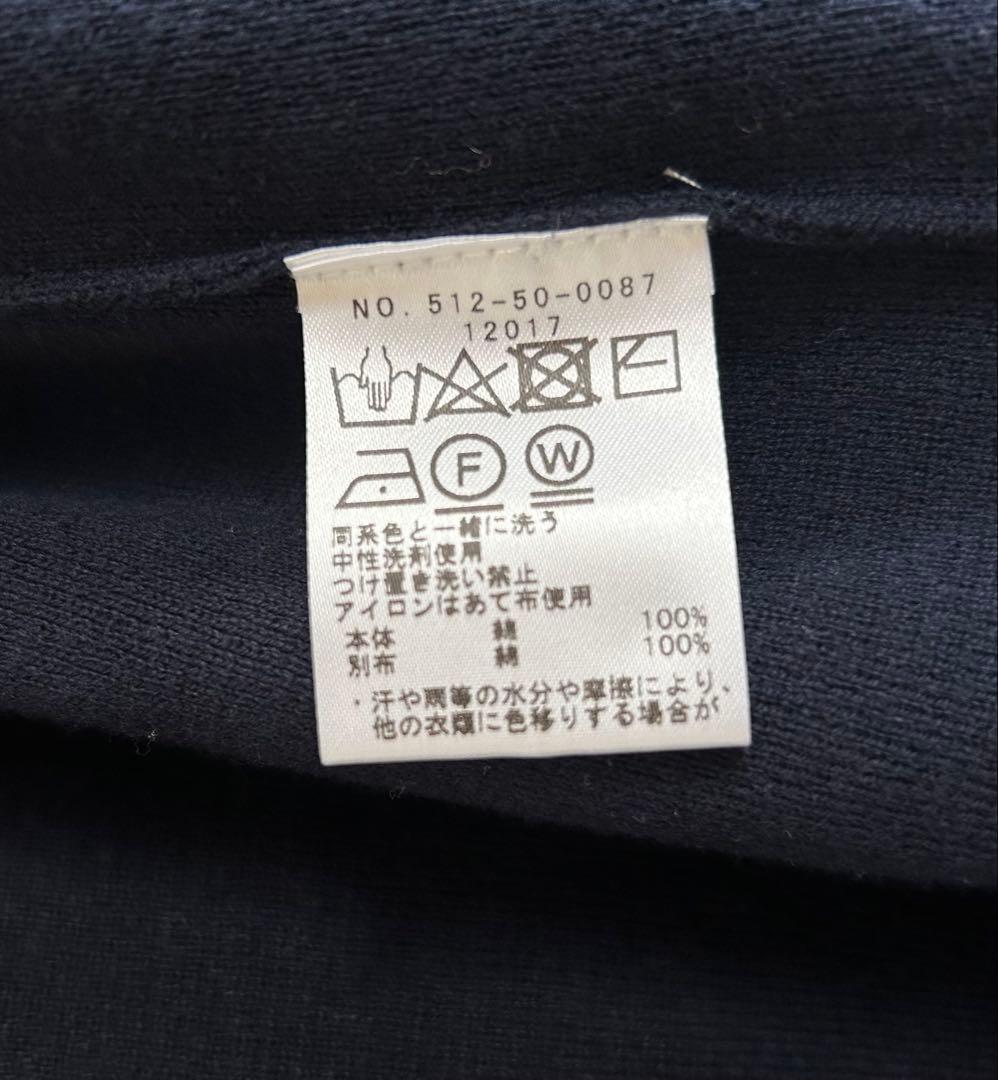 NO. 512-50-0087
12017
F W
同系色と一緒に洗う
中性洗剤使用
つけ置き洗い禁止
アイロンはあて布使用
本体 綿 100%
別布 綿 100%
・汗や雨等の水分や摩擦により、
他の衣類に色移りする場合が